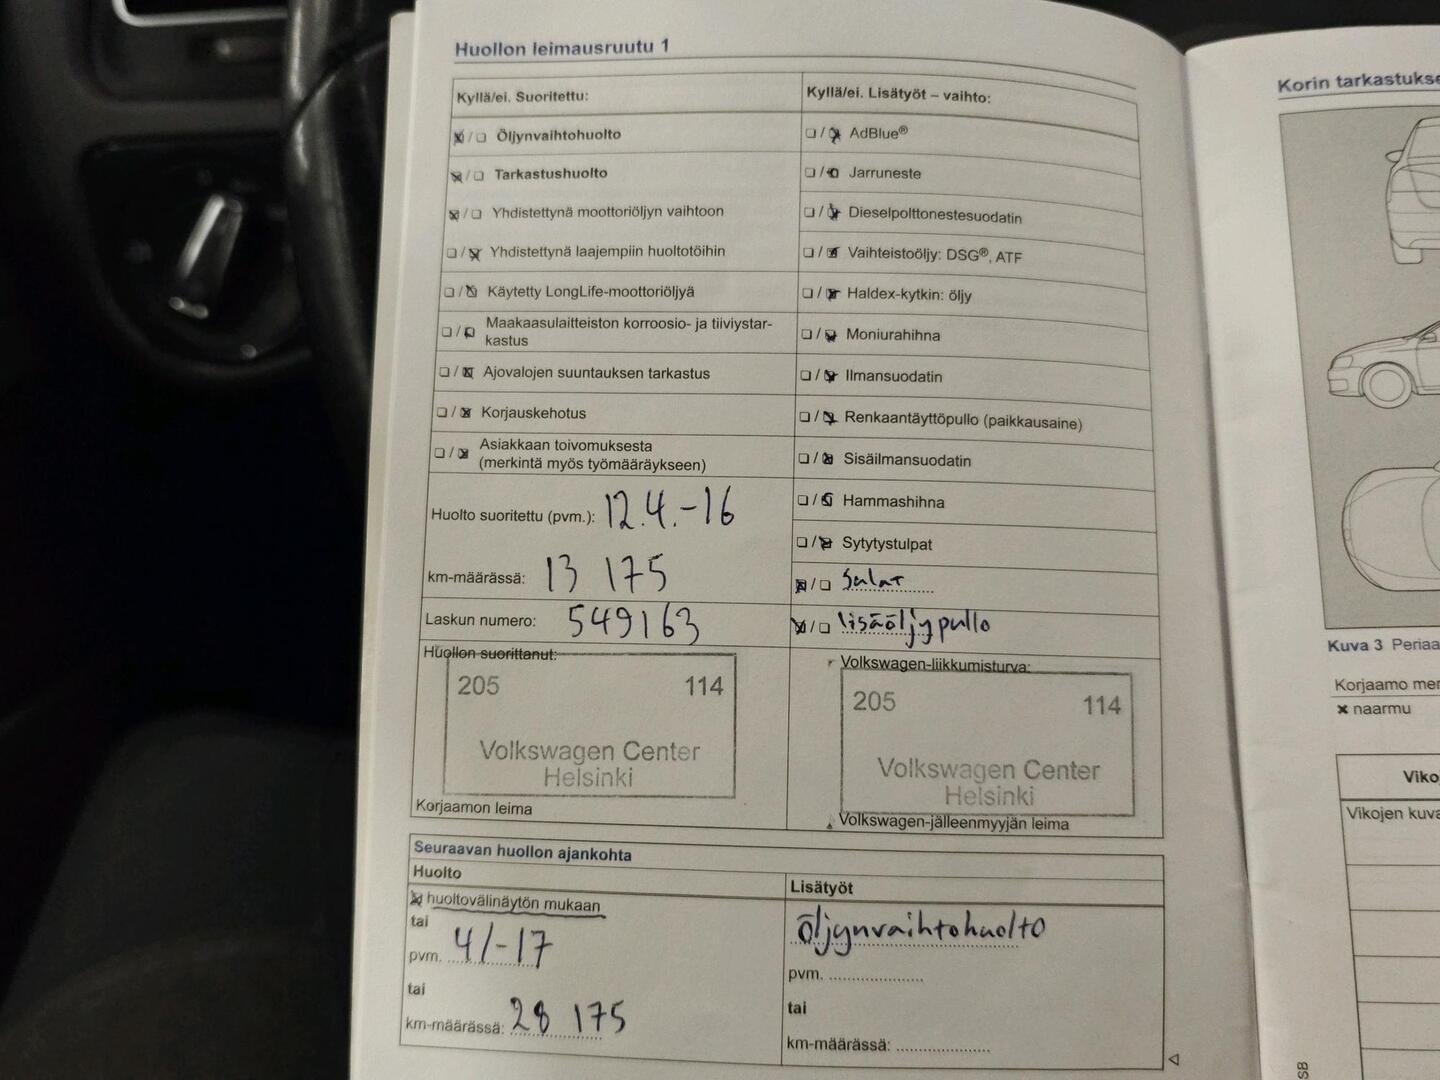 Huollon leimausruutu 1
Kyllä/ei. Suoritettu:
Öljynvaihtohuolto
Tarkastushuolto
Yhdistettynä moottoriöljyn vaihtoon
Yhdistettynä laajempiin huoltotöihin
Käytetty LongLife-moottoriöljyä
Maakaasulaitteiston korroosio- ja tiiviystar-
kastus
Ajovalojen suuntauksen tarkastus
Korjauskehotus
Asiakkaan toivomuksesta
(merkintä myös työmääräykseen)
Huolto suoritettu (pvm.): 12.4.-16
km-määrässä: 13 175
Laskun numero: 549163
Huollon suorittanut:
205 114
Volkswagen Center
Helsinki
Korjaamon leima
Kyllä/ei. Lisätyöt – vaihto:
AdBlue®
Jarruneste
Dieselpolttonestesuodatin
Vaihteistoöljy: DSG®, ATF
Haldex-kytkin: öljy
Moniurahihna
Ilmansuodatin
Renkaantäyttöpullo (paikkausaine)
Sisäilmansuodatin
Hammashihna
Sytytystulpat
Sulat
lisäöljypullo
Volkswagen-liikkumisturva:
205 114
Volkswagen Center
Helsinki
Volkswagen-jälleenmyyjän leima
Seuraavan huollon ajankohta
Huolto
huoltovälinäytön mukaan
tai
pvm. 4/-17
tai
km-määrässä: 28 175
Lisätyöt
öljynvaihtohuolto
pvm.
tai
km-määrässä:
Korin tarkastukse
Kuva 3 Periaa
Korjaamo mer
✖ naarmu
Viko
Vikojen kuva
SB